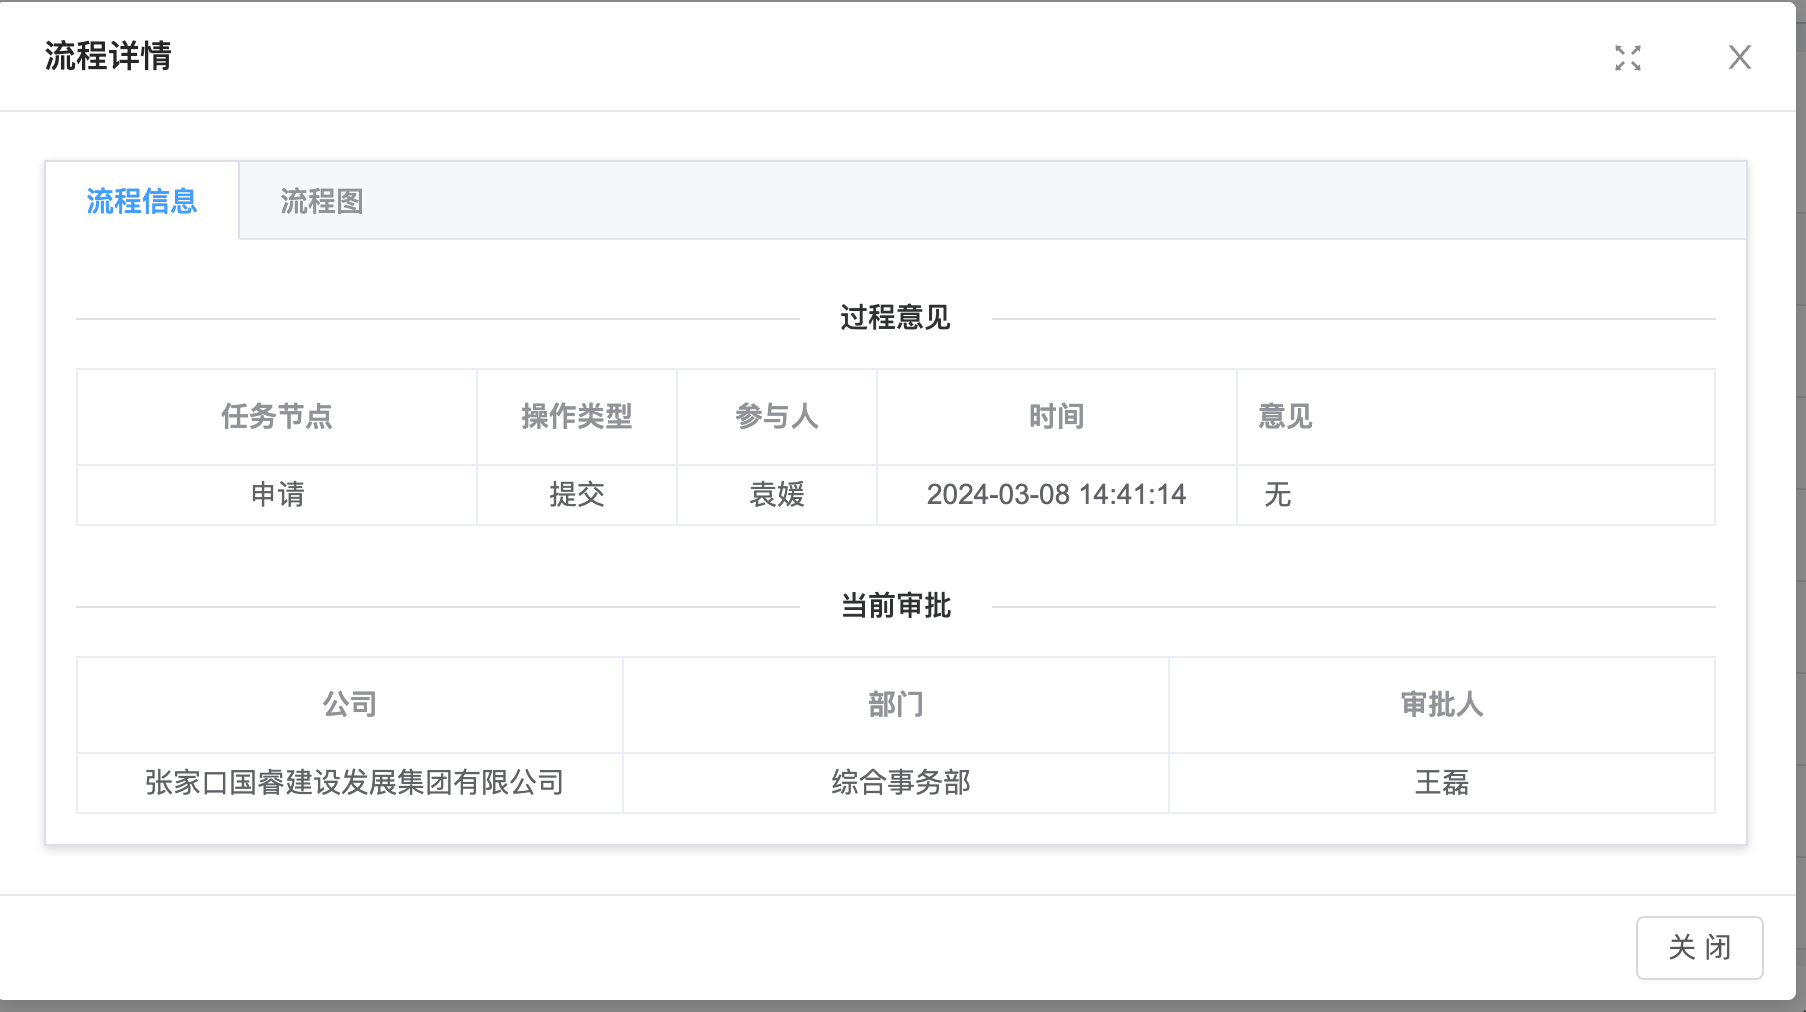 流程详情
流程信息 流程图
过程意见
任务节点 操作类型 参与人 时间 意见
申请 提交 袁媛 2024-03-08 14:41:14 无
当前审批
公司 部门 审批人
张家口国睿建设发展集团有限公司 综合事务部 王磊
关 闭